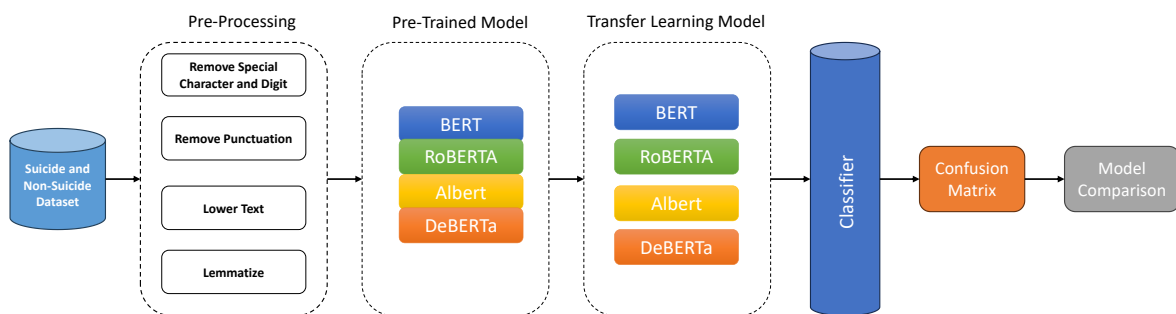 Pre-Processing
Pre-Trained Model
Transfer Learning Model
Suicide and
Non-Suicide
Dataset
Remove Special
Character and Digit
Remove Punctuation
Lower Text
Lemmatize
BERT
RoBERTA
Albert
DeBERTa
BERT
RoBERTA
Albert
DeBERTa
Classifier
Confusion
Matrix
Model
Comparison